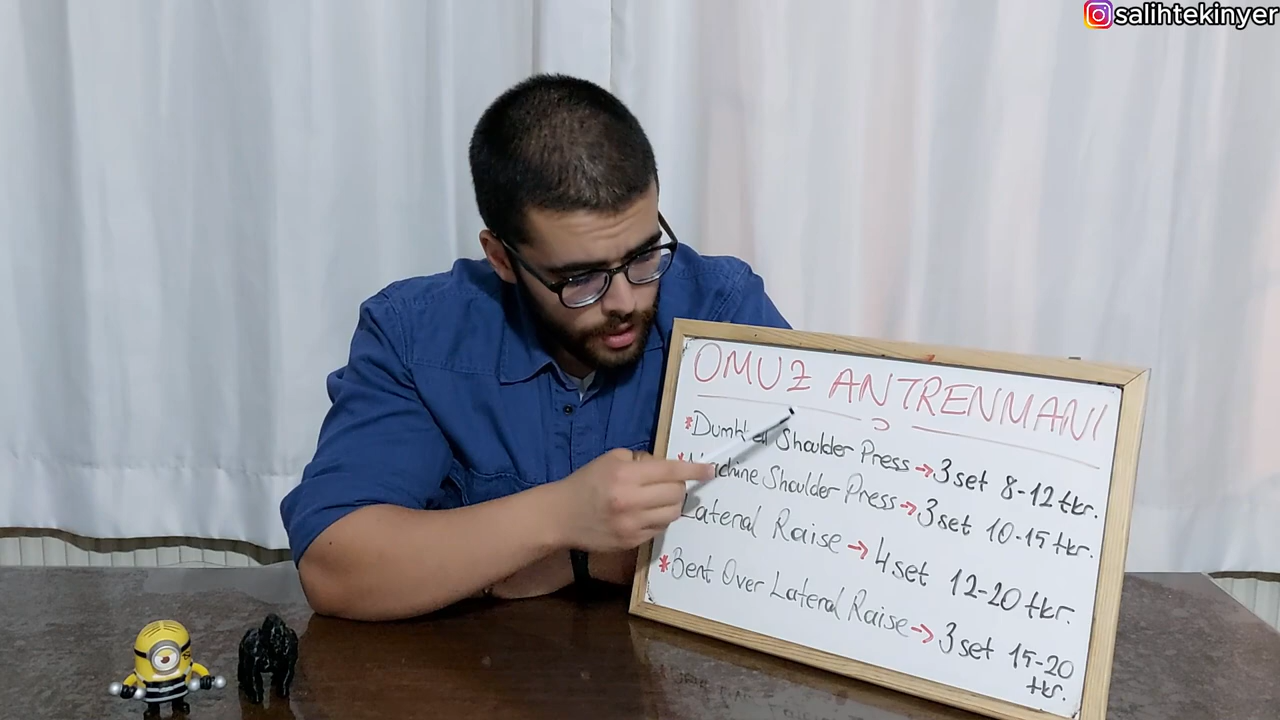 salihtekinyer
OMUZ ANTRENMANI
*Dumbbell Shoulder Press → 3 set 8-12 tkr.
*Machine Shoulder Press → 3 set 10-15 tkr.
Lateral Raise → 4 set 12-20 tkr.
*Bent Over Lateral Raise → 3 set 15-20
tkr.